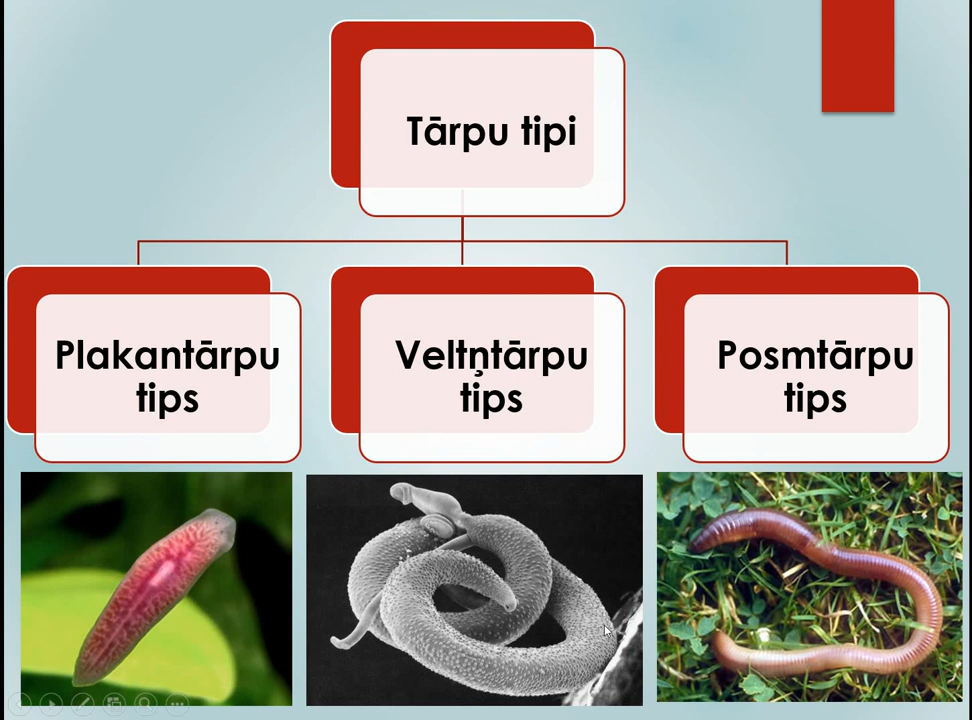 Tārpu tipi
Plakantārpu
tips
Veltņtārpu
tips
Posmtārpu
tips